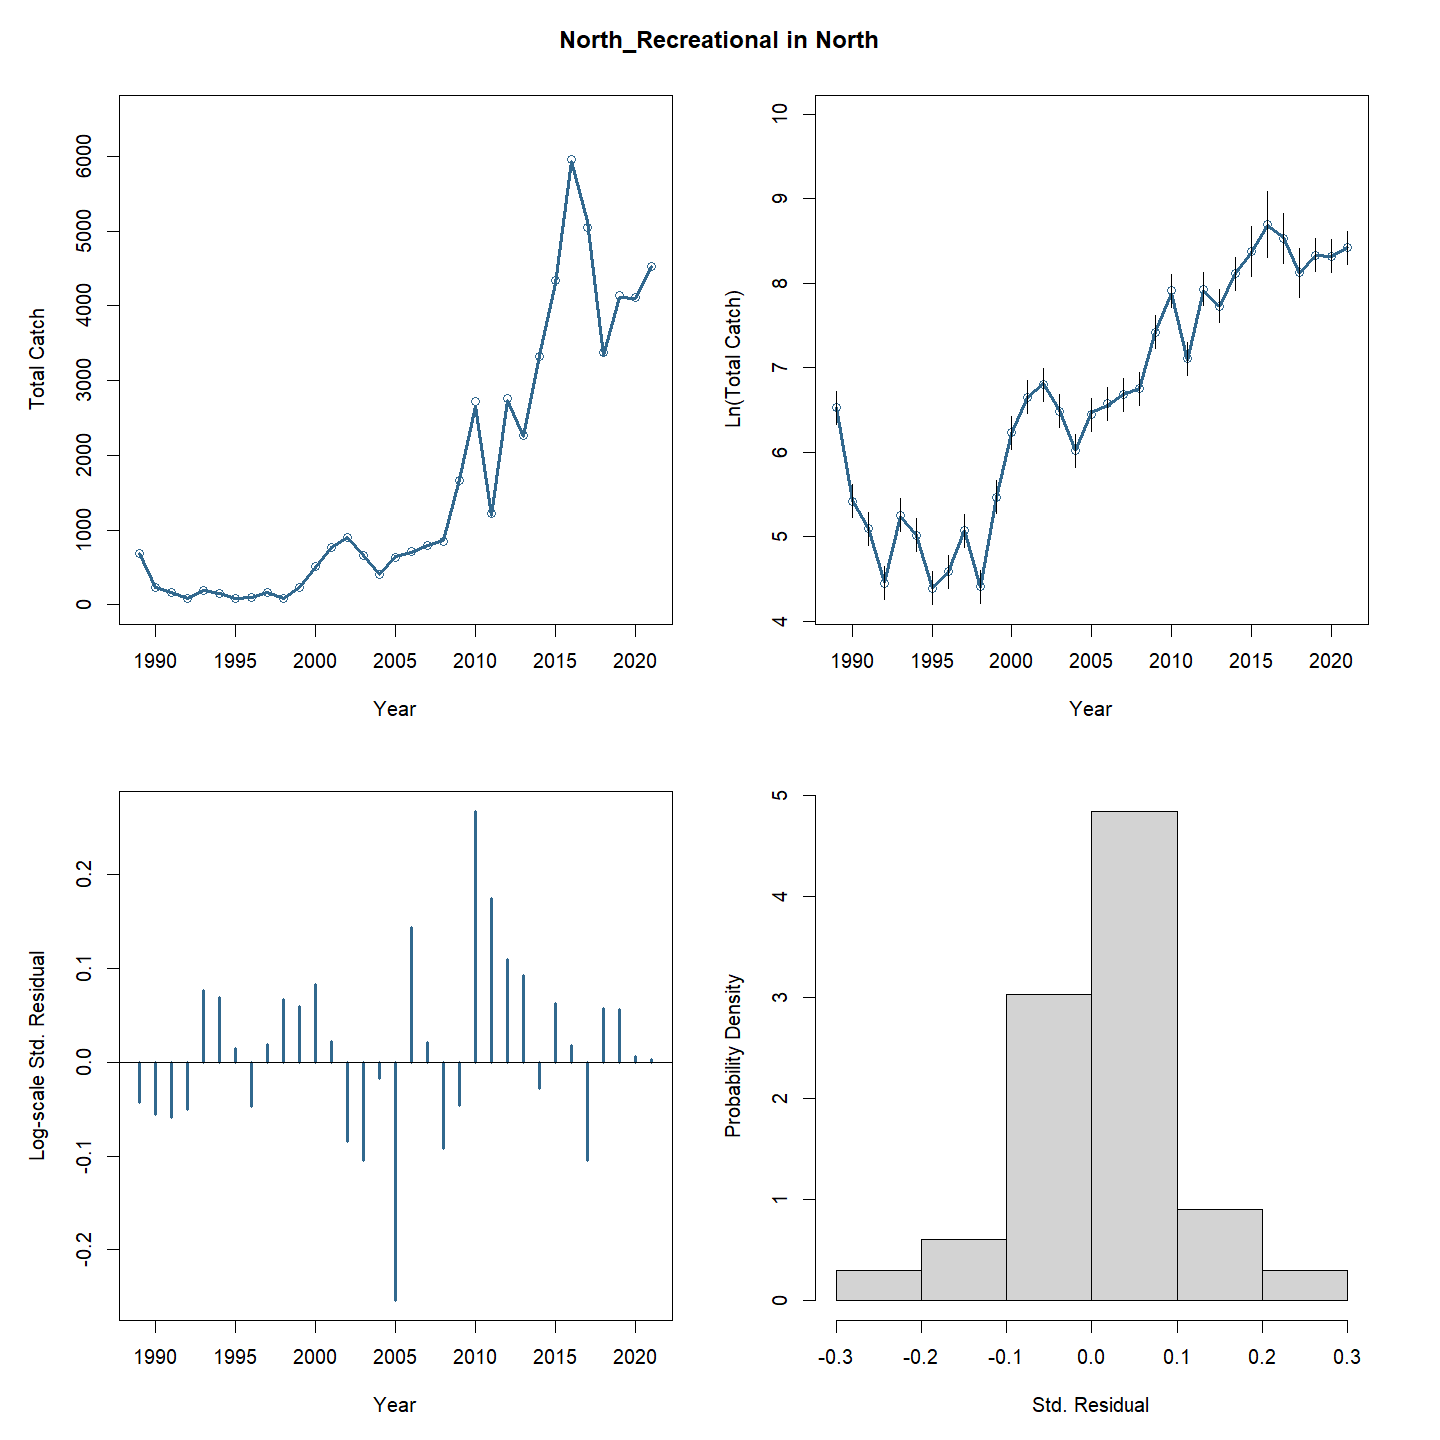 North_Recreational in North
Total Catch
0 1000 2000 3000 4000 5000 6000
1990 1995 2000 2005 2010 2015 2020
Year
Ln(Total Catch)
4 5 6 7 8 9 10
1990 1995 2000 2005 2010 2015 2020
Year
Log-scale Std. Residual
-0.2 -0.1 0.0 0.1 0.2
1990 1995 2000 2005 2010 2015 2020
Year
Probability Density
0 1 2 3 4 5
-0.3 -0.2 -0.1 0.0 0.1 0.2 0.3
Std. Residual